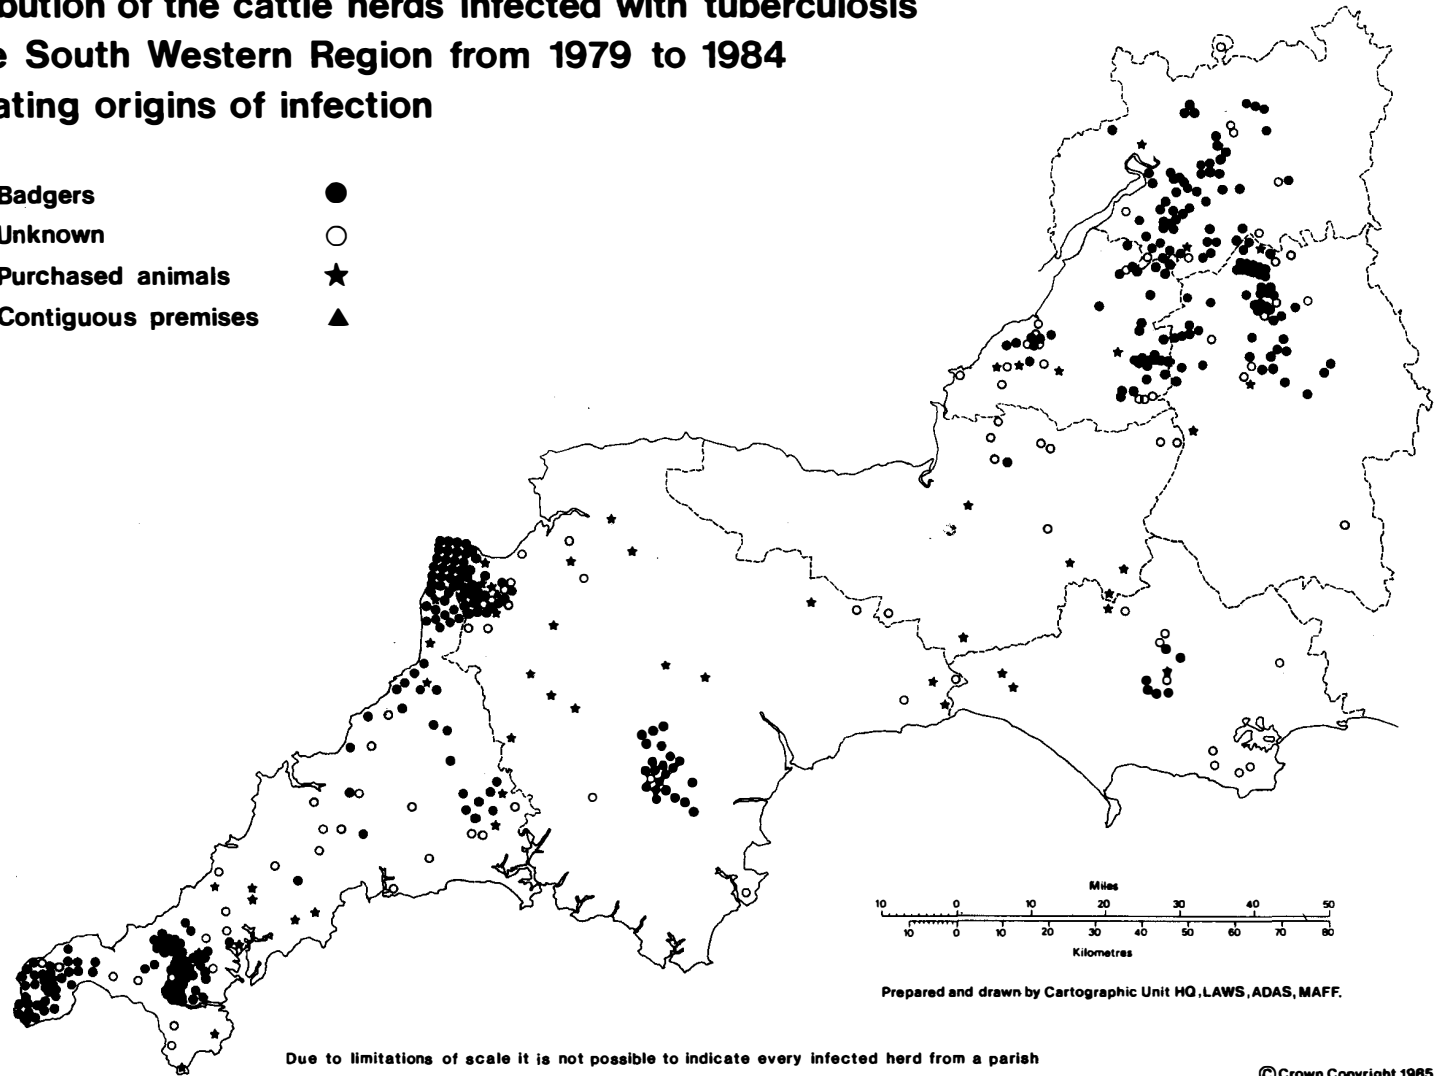 bution of the cattle herds infected with tuberculosis
e South Western Region from 1979 to 1984
ating origins of infection
Badgers
Unknown
Purchased animals
Contiguous premises
Miles
10 0 10 20 30 40 50
10 0 10 20 30 40 50 60 70 80
Kilometres
Prepared and drawn by Cartographic Unit HQ, LAWS, ADAS, MAFF.
Due to limitations of scale it is not possible to indicate every infected herd from a parish
© Crown Copyright 1985